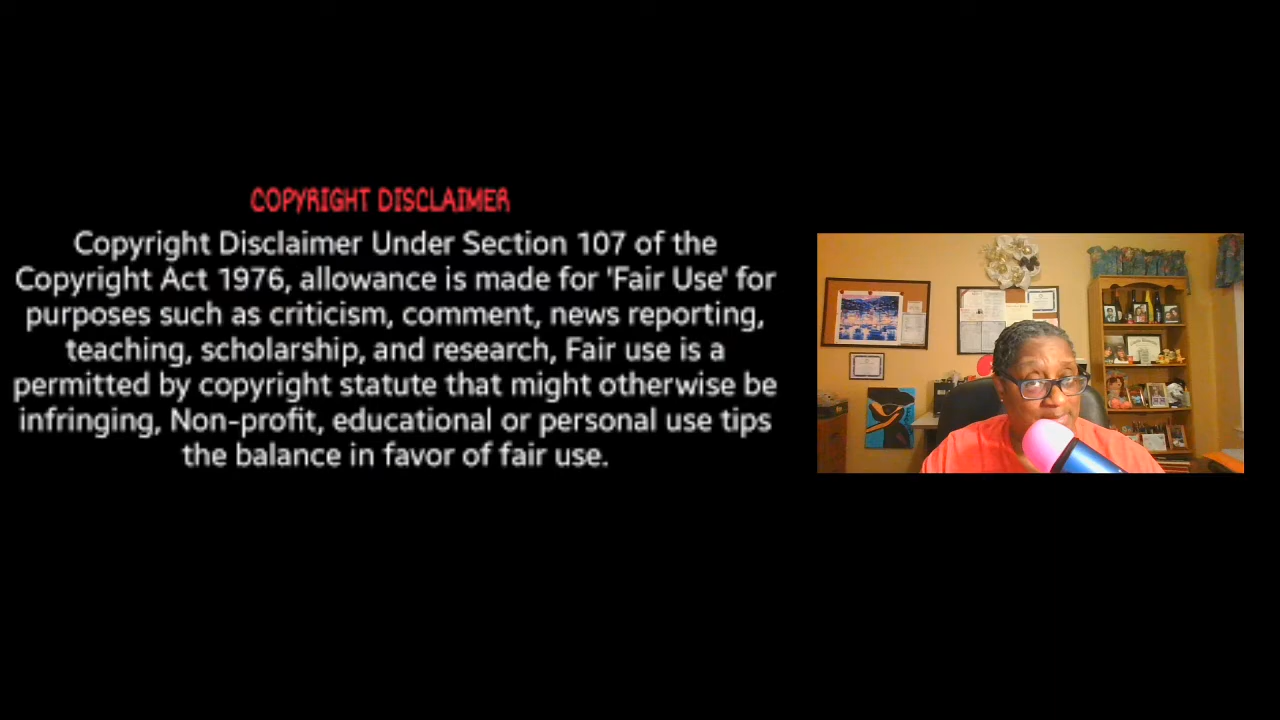 COPYRIGHT DISCLAIMER
Copyright Disclaimer Under Section 107 of the
Copyright Act 1976, allowance is made for 'Fair Use' for
purposes such as criticism, comment, news reporting,
teaching, scholarship, and research, Fair use is a
permitted by copyright statute that might otherwise be
infringing, Non-profit, educational or personal use tips
the balance in favor of fair use.